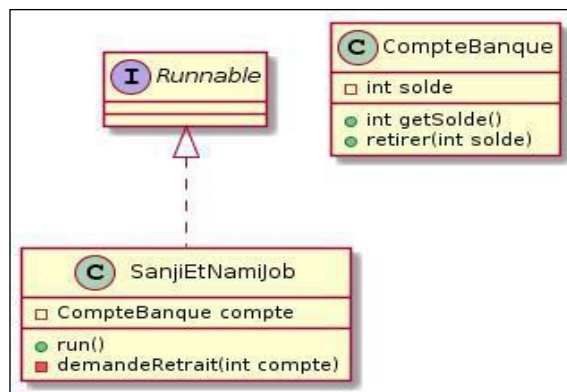 I Runnable
C CompteBanque
int solde
int getSolde()
retirer(int solde)
C SanjiEtNamiJob
CompteBanque compte
run()
demandeRetrait(int compte)